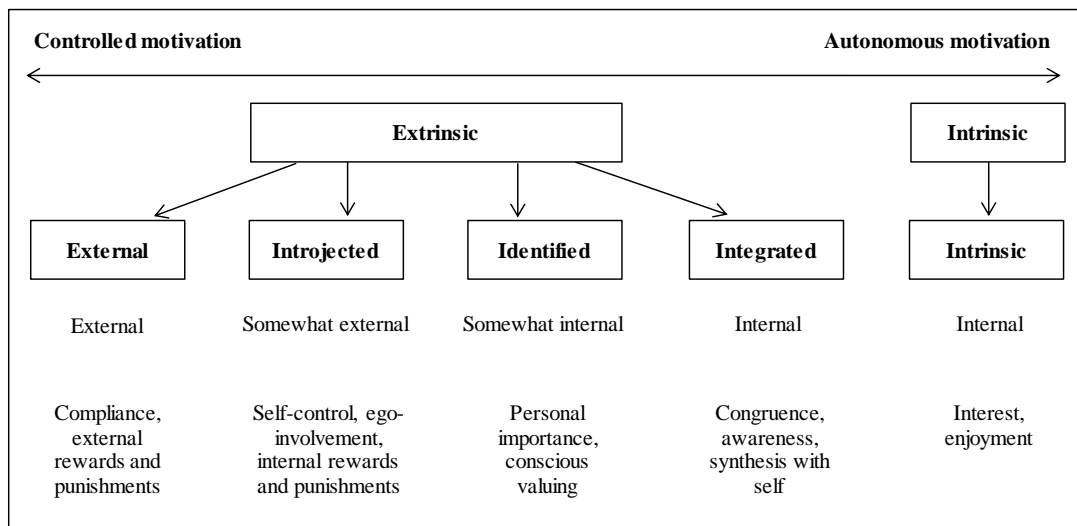 Controlled motivation Autonomous motivation
Extrinsic Intrinsic
External Introjected Identified Integrated Intrinsic
External Somewhat external Somewhat internal Internal Internal
Compliance,
external
rewards and
punishments
Self-control, ego-
involvement,
internal rewards
and punishments
Personal
importance,
conscious
valuing
Congruence,
awareness,
synthesis with
self
Interest,
enjoyment